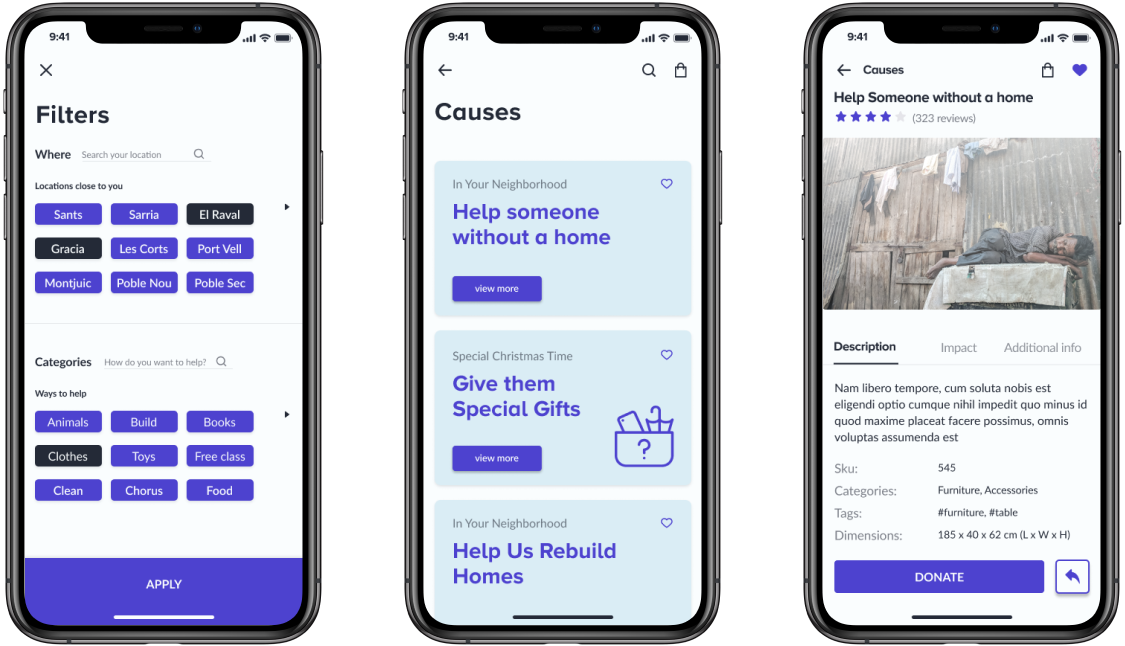 9:41
Filters
Where Search your location
Locations close to you
Sants Sarria El Raval
Gracia Les Corts Port Vell
Montjuic Poble Nou Poble Sec
Categories How do you want to help?
Ways to help
Animals Build Books
Clothes Toys Free class
Clean Chorus Food
APPLY
9:41
Causes
In Your Neighborhood
Help someone
without a home
view more
Special Christmas Time
Give them
Special Gifts
?
view more
In Your Neighborhood
Help Us Rebuild
Homes
9:41
Causes
Help Someone without a home
(323 reviews)
Description Impact Additional info
Nam libero tempore, cum soluta nobis est
eligendi optio cumque nihil impedit quo minus id
quod maxime placeat facere possimus, omnis
voluptas assumenda est
Sku: 545
Categories: Furniture, Accessories
Tags: #furniture, #table
Dimensions: 185 x 40 x 62 cm (L x W x H)
DONATE